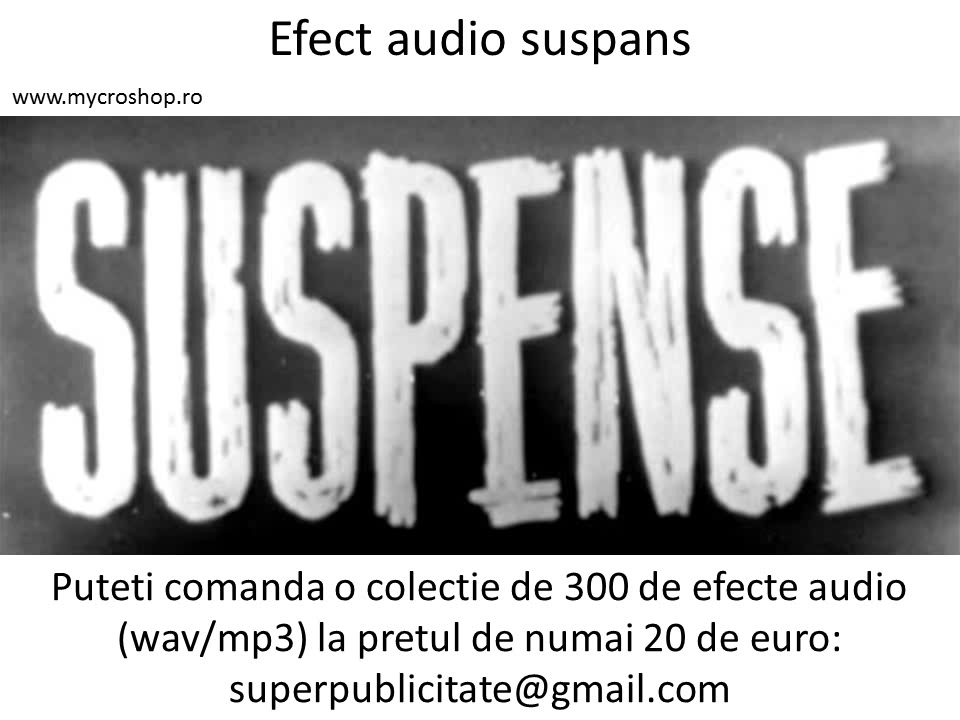 Efect audio suspans
www.mycroshop.ro
SUSPENSE
Puteti comanda o colectie de 300 de efecte audio
(wav/mp3) la pretul de numai 20 de euro:
superpublicitate@gmail.com